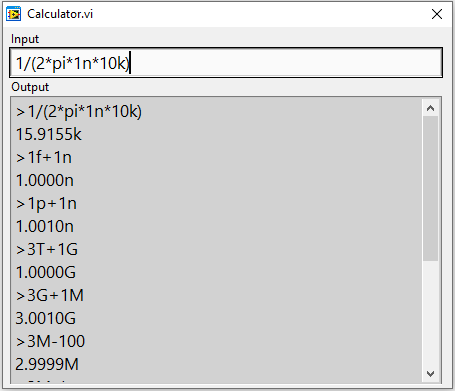 Calculator.vi
Input
1/(2*pi*1n*10k)
Output
>1/(2*pi*1n*10k)
15.9155k
>1f+1n
1.0000n
>1p+1n
1.0010n
>3T+1G
1.0000G
>3G+1M
3.0010G
>3M-100
2.9999M